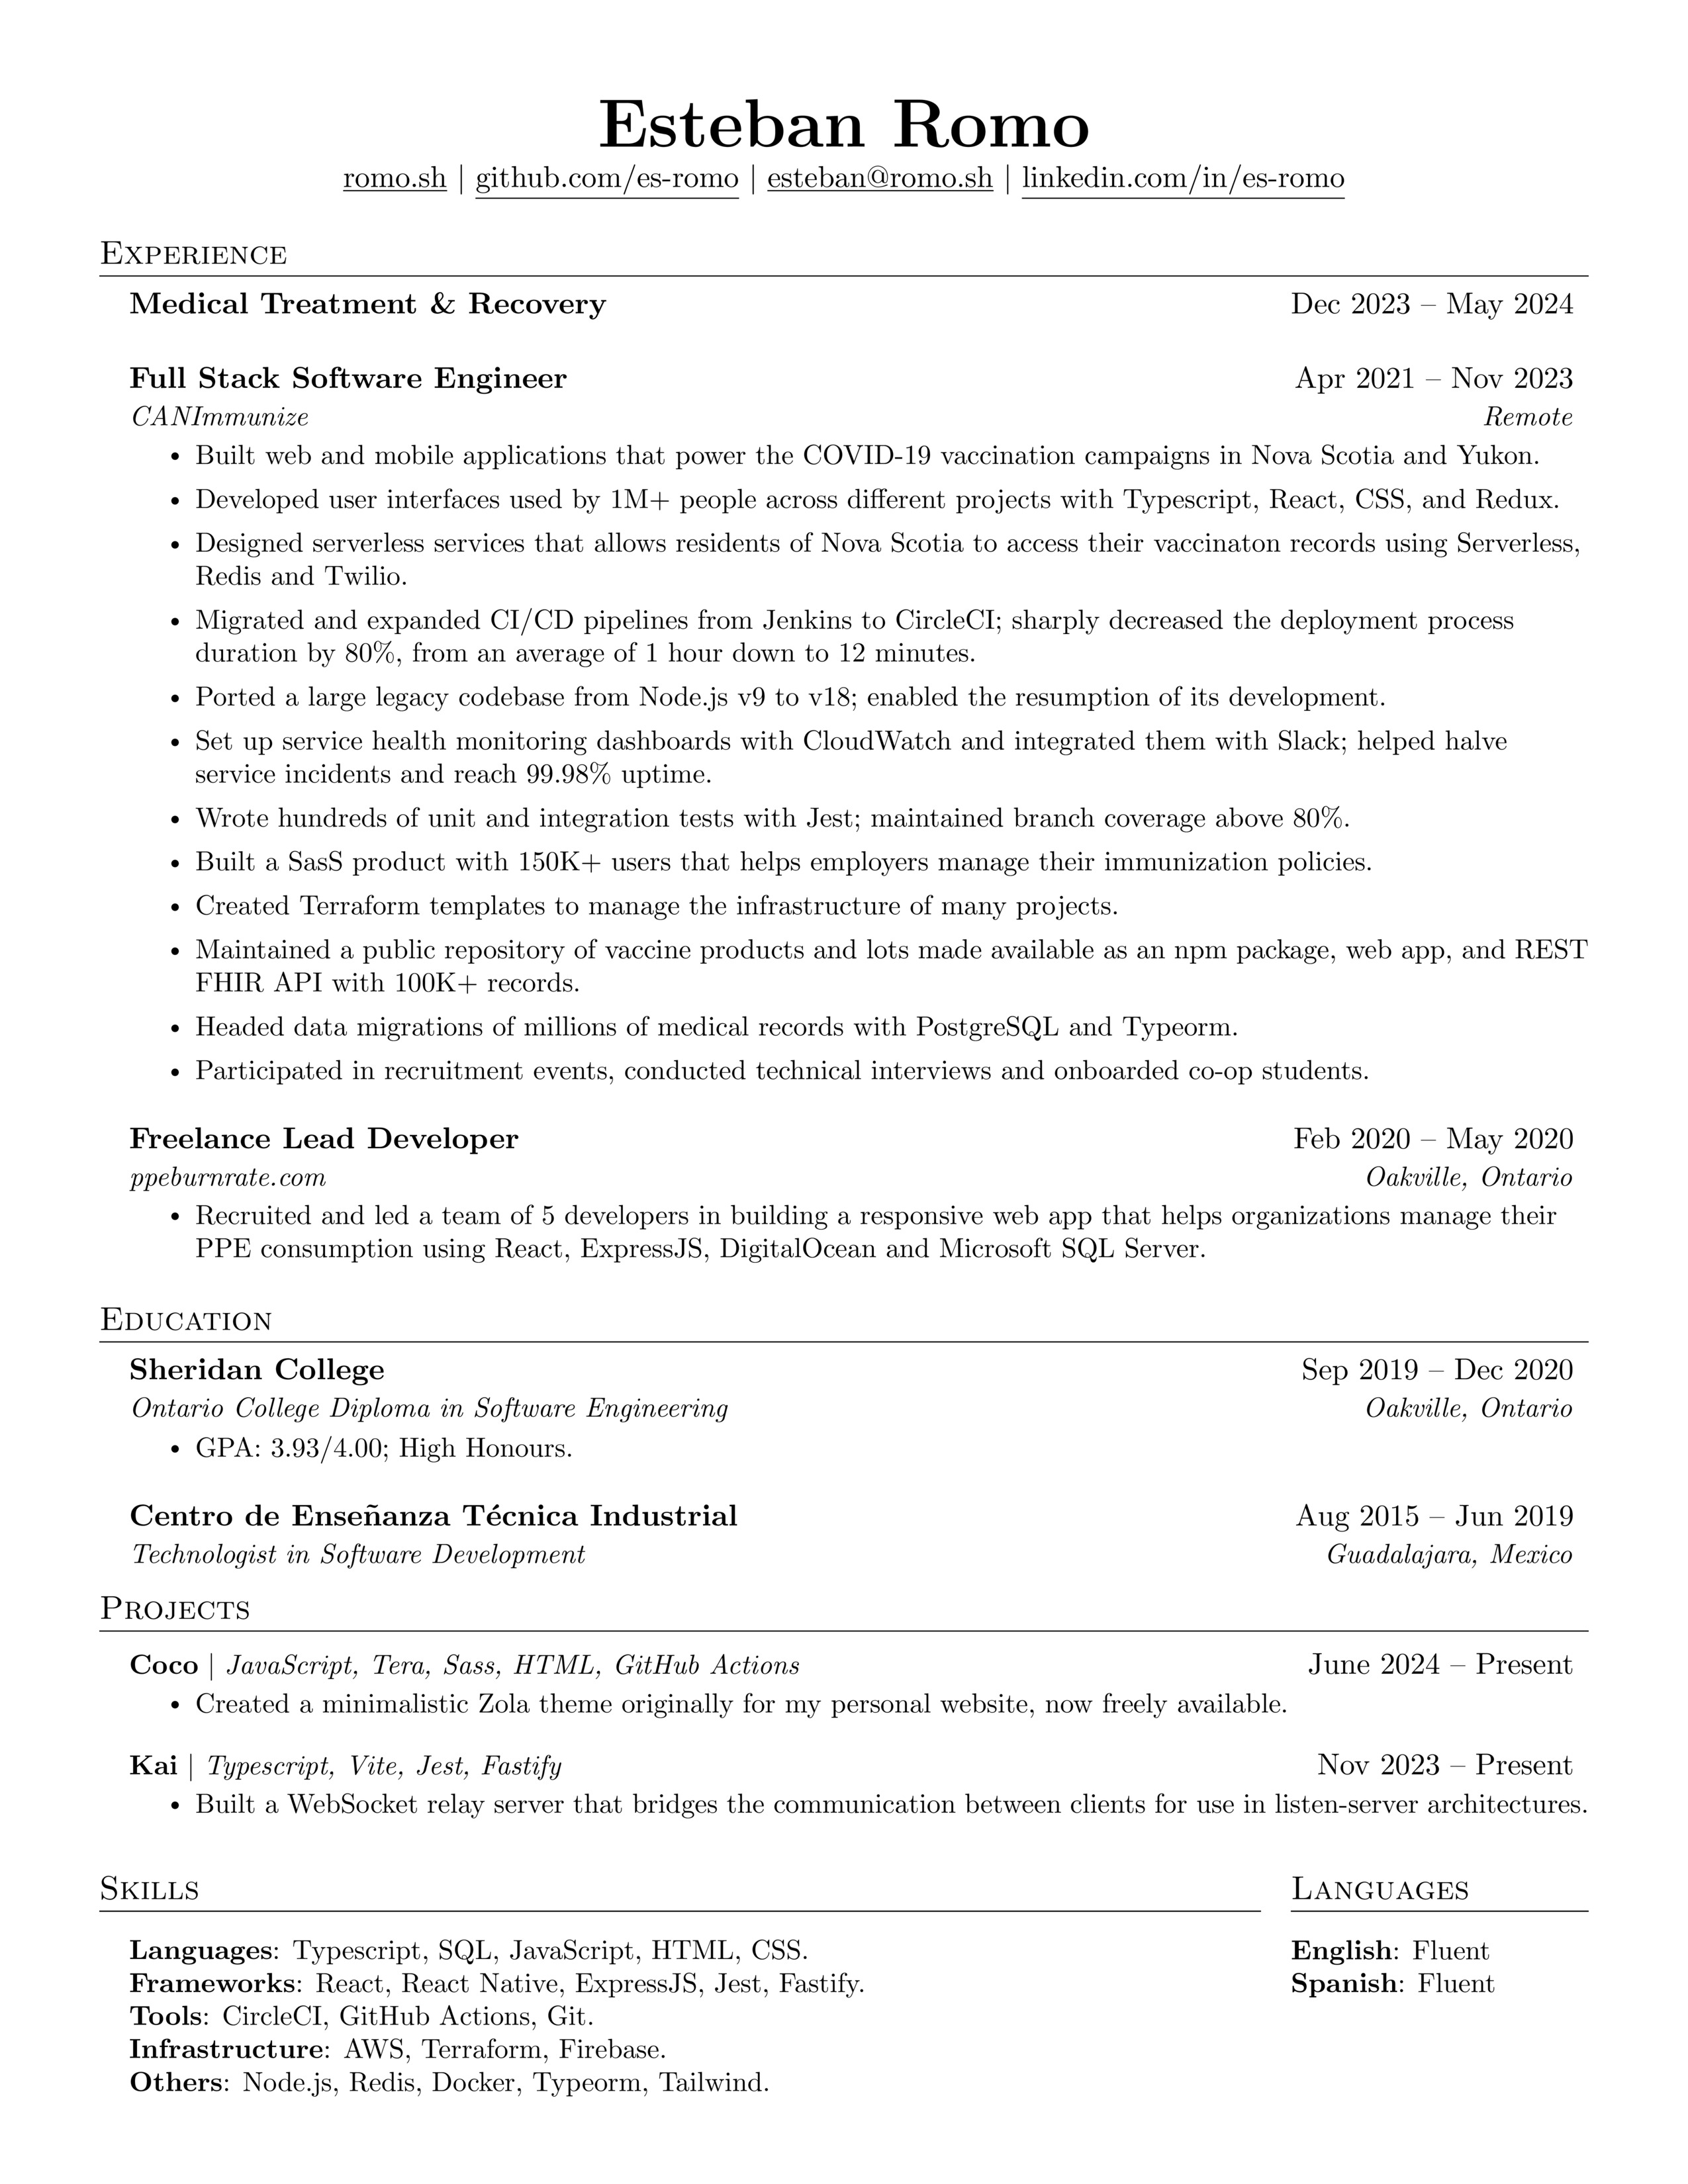 Esteban Romo
romo.sh | github.com/es-romo | esteban@romo.sh | linkedin.com/in/es-romo
Experience
Medical Treatment & Recovery Dec 2023 – May 2024
Full Stack Software Engineer Apr 2021 – Nov 2023
CANImmunize Remote
• Built web and mobile applications that power the COVID-19 vaccination campaigns in Nova Scotia and Yukon.
• Developed user interfaces used by 1M+ people across different projects with Typescript, React, CSS, and Redux.
• Designed serverless services that allows residents of Nova Scotia to access their vaccinaton records using Serverless,
Redis and Twilio.
• Migrated and expanded CI/CD pipelines from Jenkins to CircleCI; sharply decreased the deployment process
duration by 80%, from an average of 1 hour down to 12 minutes.
• Ported a large legacy codebase from Node.js v9 to v18; enabled the resumption of its development.
• Set up service health monitoring dashboards with CloudWatch and integrated them with Slack; helped halve
service incidents and reach 99.98% uptime.
• Wrote hundreds of unit and integration tests with Jest; maintained branch coverage above 80%.
• Built a SasS product with 150K+ users that helps employers manage their immunization policies.
• Created Terraform templates to manage the infrastructure of many projects.
• Maintained a public repository of vaccine products and lots made available as an npm package, web app, and REST
FHIR API with 100K+ records.
• Headed data migrations of millions of medical records with PostgreSQL and Typeorm.
• Participated in recruitment events, conducted technical interviews and onboarded co-op students.
Freelance Lead Developer Feb 2020 – May 2020
ppeburnrate.com Oakville, Ontario
• Recruited and led a team of 5 developers in building a responsive web app that helps organizations manage their
PPE consumption using React, ExpressJS, DigitalOcean and Microsoft SQL Server.
Education
Sheridan College Sep 2019 – Dec 2020
Ontario College Diploma in Software Engineering Oakville, Ontario
• GPA: 3.93/4.00; High Honours.
Centro de Enseñanza Técnica Industrial Aug 2015 – Jun 2019
Technologist in Software Development Guadalajara, Mexico
Projects
Coco | JavaScript, Tera, Sass, HTML, GitHub Actions June 2024 – Present
• Created a minimalistic Zola theme originally for my personal website, now freely available.
Kai | Typescript, Vite, Jest, Fastify Nov 2023 – Present
• Built a WebSocket relay server that bridges the communication between clients for use in listen-server architectures.
Skills
Languages: Typescript, SQL, JavaScript, HTML, CSS.
Frameworks: React, React Native, ExpressJS, Jest, Fastify.
Tools: CircleCI, GitHub Actions, Git.
Infrastructure: AWS, Terraform, Firebase.
Others: Node.js, Redis, Docker, Typeorm, Tailwind.
Languages
English: Fluent
Spanish: Fluent